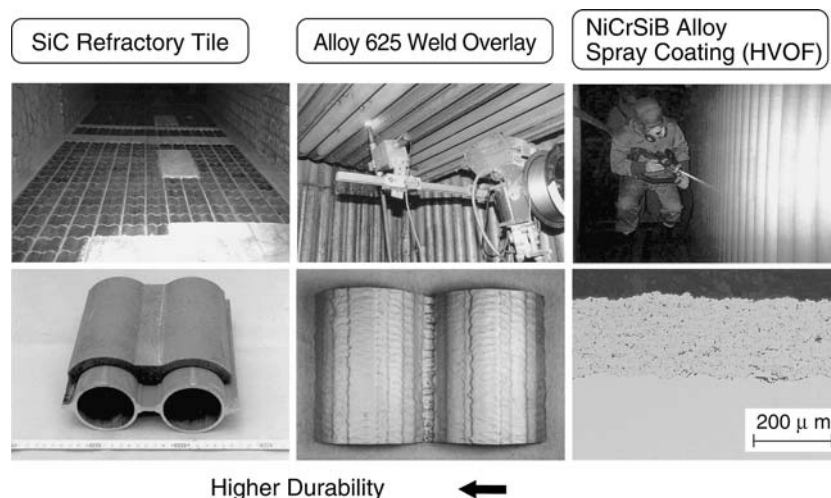 SiC Refractory Tile
Alloy 625 Weld Overlay
NiCrSiB Alloy
Spray Coating (HVOF)
200 μ m
Higher Durability